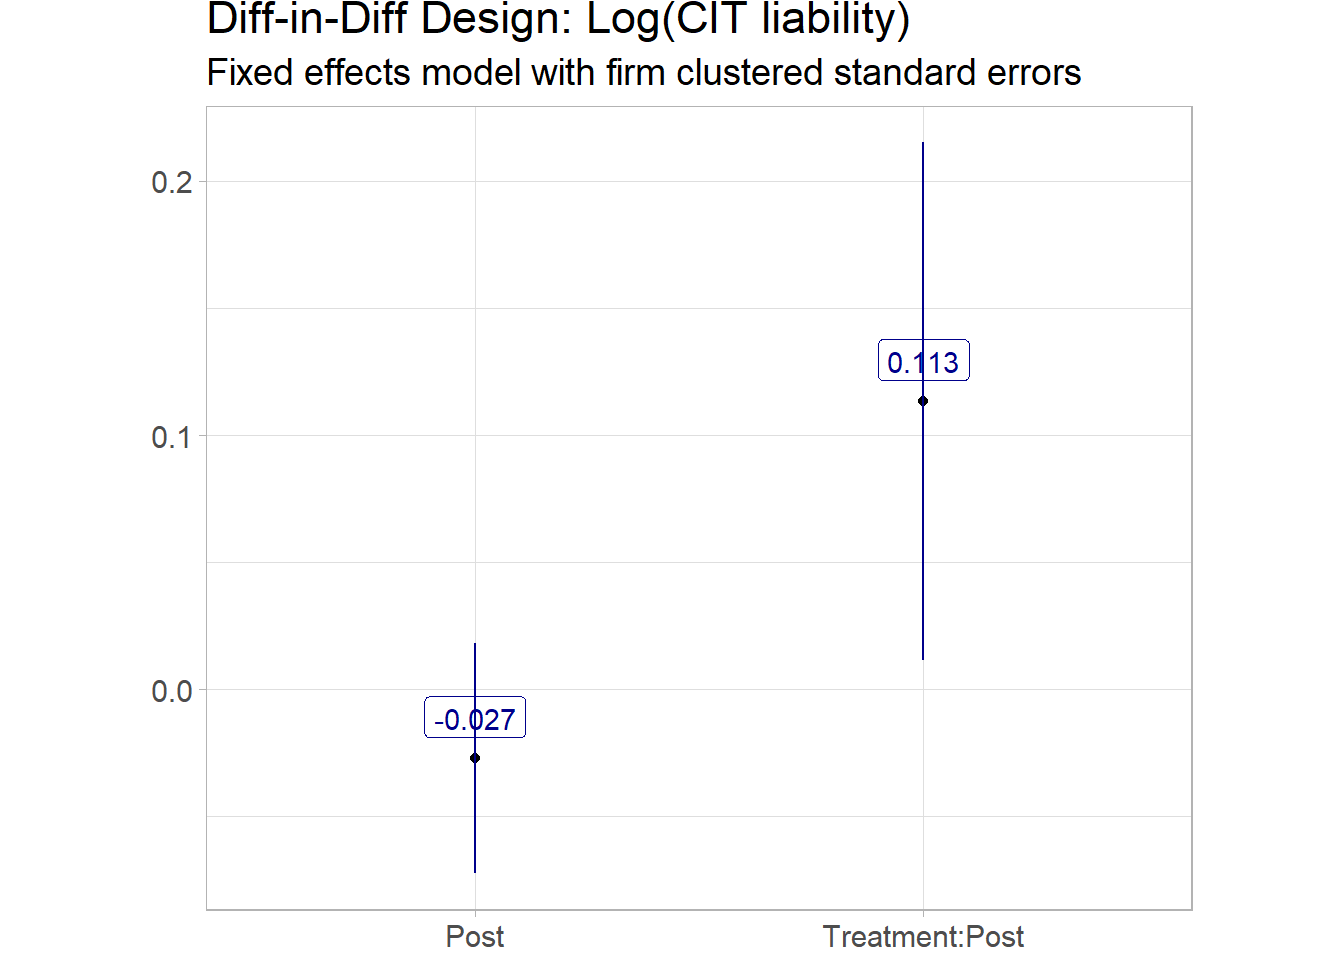 Diff-in-Diff Design: Log(CIT liability)
Fixed effects model with firm clustered standard errors
0.2
0.113
0.1
0.0
-0.027
Post
Treatment:Post